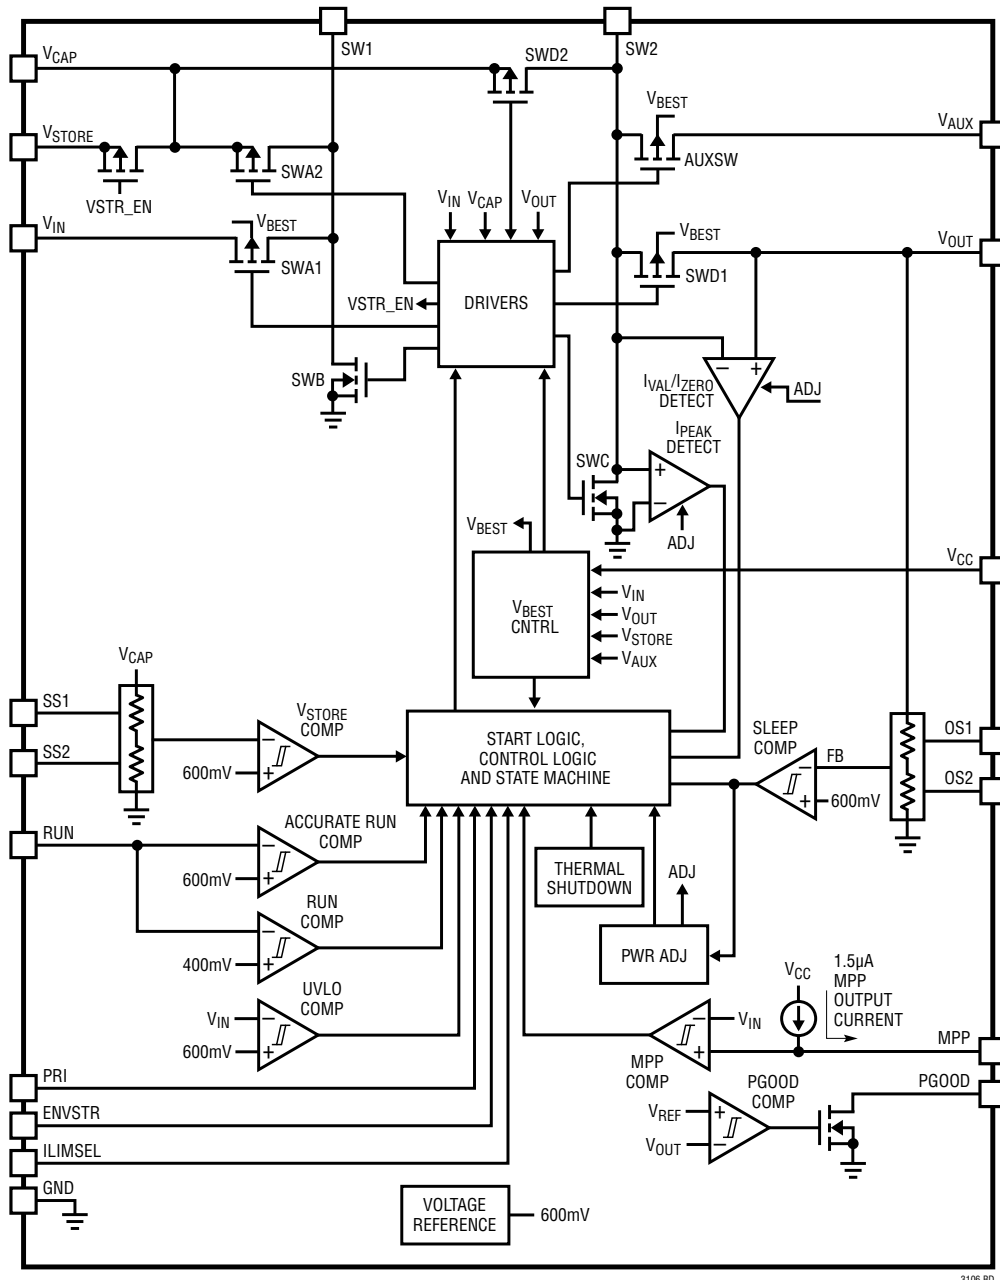 SW1
SW2
VCAP
SWD2
VBEST
VAUX
VSTORE
AUXSW
SWA2
VSTR_EN
VIN
VCAP
VOUT
VIN
VBEST
VBEST
VOUT
SWA1
SWD1
VSTR_EN
DRIVERS
SWB
IVAL/IZERO
DETECT
–
+
ADJ
IPEAK
DETECT
SWC
+
–
VBEST
ADJ
VCC
VBEST
CNTRL
VIN
VOUT
VSTORE
VAUX
VCAP
SS1
SS2
VSTORE
COMP
–
600mV
+
START LOGIC,
CONTROL LOGIC
AND STATE MACHINE
SLEEP
COMP
FB
–
+
600mV
OS1
OS2
RUN
ACCURATE RUN
COMP
–
600mV
+
THERMAL
SHUTDOWN
ADJ
RUN
COMP
–
400mV
+
PWR ADJ
UVLO
COMP
VIN
–
600mV
+
VCC
1.5µA
MPP
OUTPUT
CURRENT
–
VIN
+
MPP
MPP
COMP
PRI
PGOOD
COMP
PGOOD
ENVSTR
VREF
+
VOUT
–
ILIMSEL
GND
VOLTAGE
REFERENCE
600mV
3106 BD